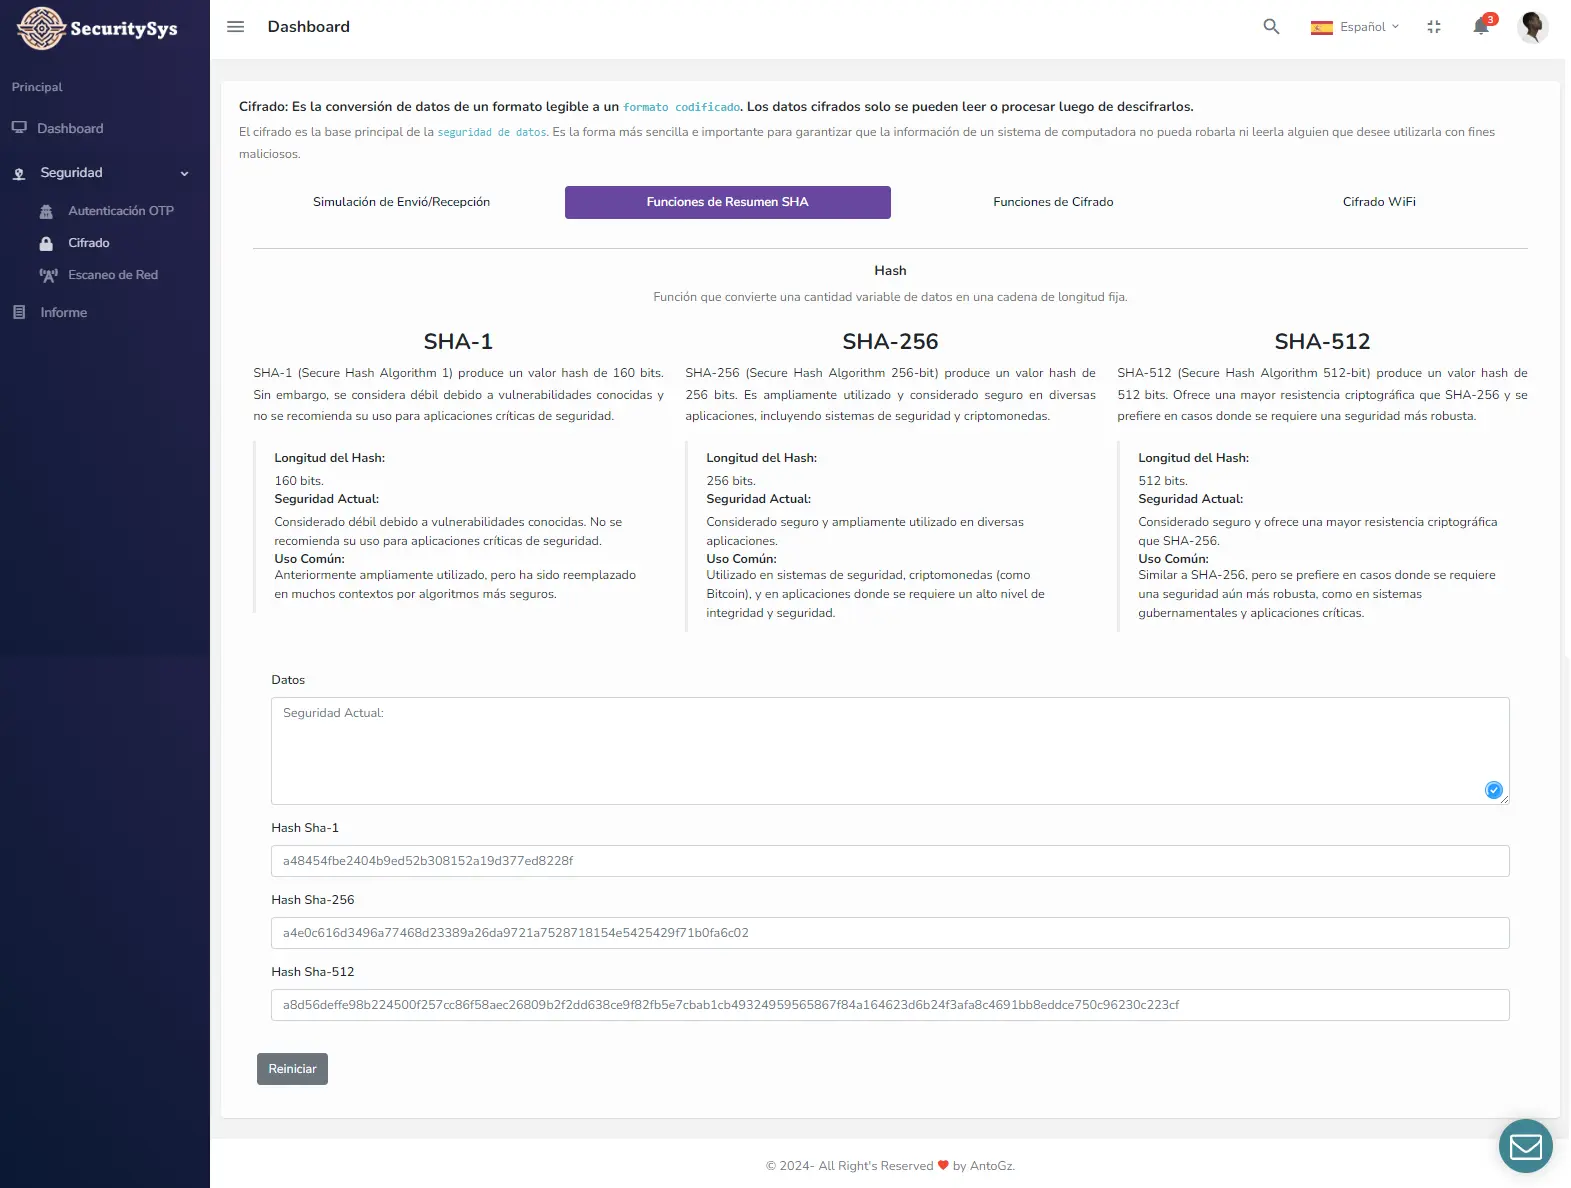 SecuritySys
Dashboard
Español
3
Principal
Dashboard
Seguridad
Autenticación OTP
Cifrado
Escaneo de Red
Informe
Cifrado: Es la conversión de datos de un formato legible a un formato codificado. Los datos cifrados solo se pueden leer o procesar luego de descifrarlos.
El cifrado es la base principal de la seguridad de datos. Es la forma más sencilla e importante para garantizar que la información de un sistema de computadora no pueda robarla ni leerla alguien que desee utilizarla con fines
maliciosos.
Simulación de Envió/Recepción
Funciones de Resumen SHA
Funciones de Cifrado
Cifrado WiFi
Hash
Función que convierte una cantidad variable de datos en una cadena de longitud fija.
SHA-1
SHA-1 (Secure Hash Algorithm 1) produce un valor hash de 160 bits.
Sin embargo, se considera débil debido a vulnerabilidades conocidas y
no se recomienda su uso para aplicaciones críticas de seguridad.
Longitud del Hash:
160 bits.
Seguridad Actual:
Considerado débil debido a vulnerabilidades conocidas. No se
recomienda su uso para aplicaciones críticas de seguridad.
Uso Común:
Anteriormente ampliamente utilizado, pero ha sido reemplazado
en muchos contextos por algoritmos más seguros.
SHA-256
SHA-256 (Secure Hash Algorithm 256-bit) produce un valor hash de
256 bits. Es ampliamente utilizado y considerado seguro en diversas
aplicaciones, incluyendo sistemas de seguridad y criptomonedas.
Longitud del Hash:
256 bits.
Seguridad Actual:
Considerado seguro y ampliamente utilizado en diversas
aplicaciones.
Uso Común:
Utilizado en sistemas de seguridad, criptomonedas (como
Bitcoin), y en aplicaciones donde se requiere un alto nivel de
integridad y seguridad.
SHA-512
SHA-512 (Secure Hash Algorithm 512-bit) produce un valor hash de
512 bits. Ofrece una mayor resistencia criptográfica que SHA-256 y se
prefiere en casos donde se requiere una seguridad más robusta.
Longitud del Hash:
512 bits.
Seguridad Actual:
Considerado seguro y ofrece una mayor resistencia criptográfica
que SHA-256.
Uso Común:
Similar a SHA-256, pero se prefiere en casos donde se requiere
una seguridad aún más robusta, como en sistemas
gubernamentales y aplicaciones críticas.
Datos
Seguridad Actual:
Hash Sha-1
a48454fbe2404b9ed52b308152a19d377ed8228f
Hash Sha-256
a4e0c616d3496a77468d23389a26da9721a7528718154e5425429f71b0fa6c02
Hash Sha-512
a8d56deffe98b224500f257cc86f58aec26809b2f2dd638ce9f82fb5e7cbab1cb49324959565867f84a164623d6b24f3afa8c4691bb8eddce750c96230c223cf
Reiniciar
© 2024- All Right's Reserved ❤ by AntoGz.